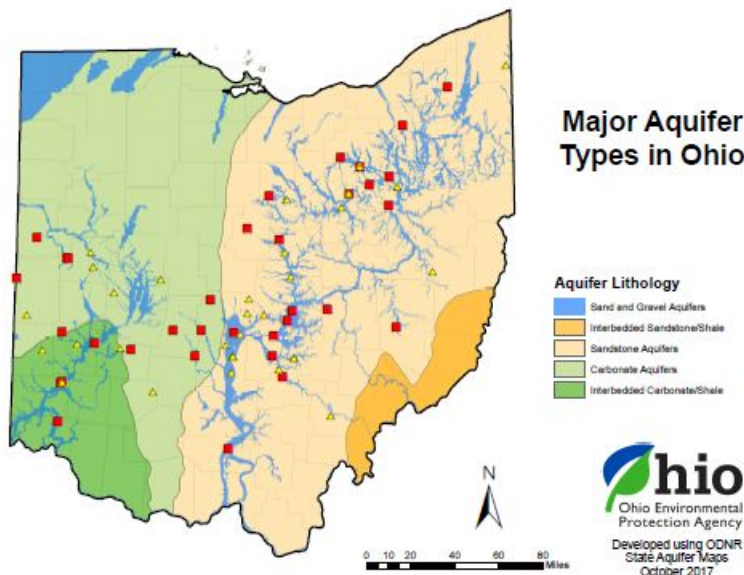 Major Aquifer
Types in Ohio
Aquifer Lithology
Sand and Gravel Aquifers
Interbedded Sandstone/Shale
Sandstone Aquifers
Carbonate Aquifers
Interbedded Carbonate/Shale
N
0 10 20 40 60 80
Miles
Ohio
Ohio Environmental
Protection Agency
Developed using ODNR
State Aquifer Maps
October 2017